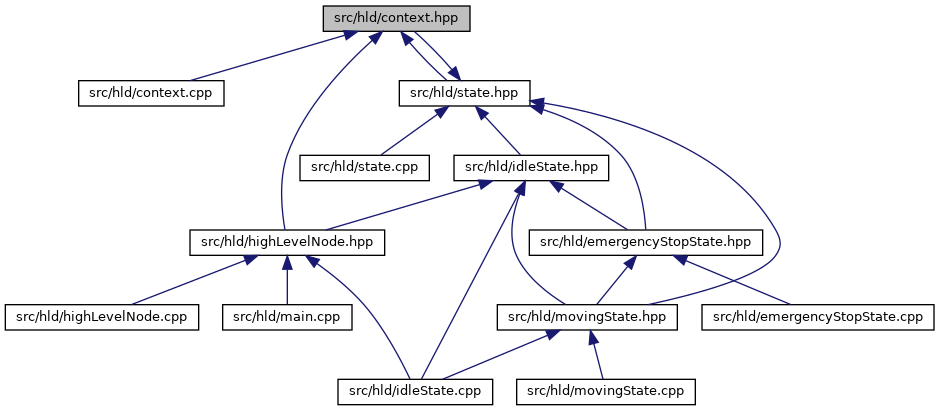 src/hld/context.hpp
src/hld/context.cpp
src/hld/state.hpp
src/hld/state.cpp
src/hld/idleState.hpp
src/hld/highLevelNode.hpp
src/hld/emergencyStopState.hpp
src/hld/highLevelNode.cpp
src/hld/main.cpp
src/hld/movingState.hpp
src/hld/emergencyStopState.cpp
src/hld/idleState.cpp
src/hld/movingState.cpp